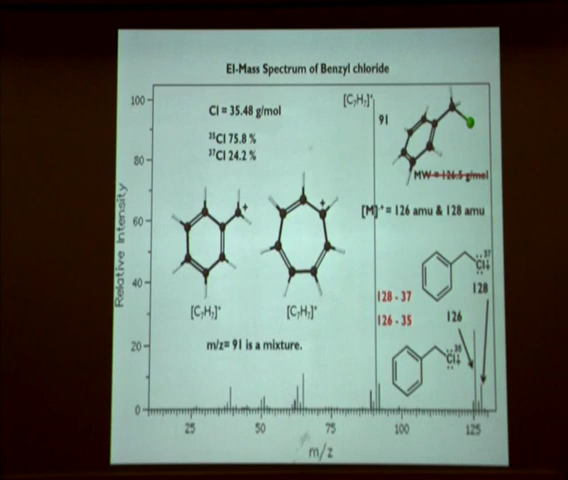 EI-Mass Spectrum of Benzyl chloride
100
80
60
40
20
0
Relative Intensity
Cl = 35.48 g/mol
³⁵Cl 75.8 %
³⁷Cl 24.2 %
[C₇H₇]⁺
91
MW = 126.5 g/mol
[M]⁺ = 126 amu & 128 amu
+
+
[C₇H₇]⁺
[C₇H₇]⁺
m/z= 91 is a mixture.
128 - 37
126 - 35
37
Cl+
128
126
35
Cl+
25
50
75
100
125
m/z